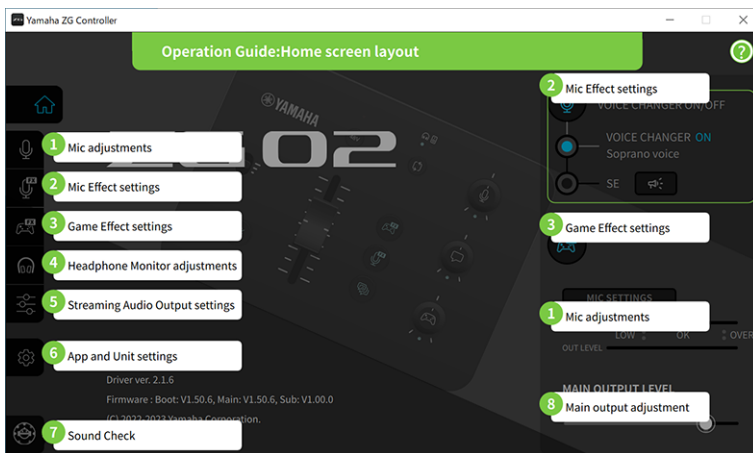 Yamaha ZG Controller
Operation Guide:Home screen layout
?
YAMAHA
ZG02
1 Mic adjustments
2 Mic Effect settings
3 Game Effect settings
4 Headphone Monitor adjustments
5 Streaming Audio Output settings
6 App and Unit settings
Driver ver. 2.1.6
Firmware : Boot: V1.50.6, Main: V1.50.6, Sub: V1.00.0
(C) 2022-2023 Yamaha Corporation.
7 Sound Check
2 Mic Effect settings
VOICE CHANGER ON/OFF
VOICE CHANGER ON
Soprano voice
SE
3 Game Effect settings
MIC SETTINGS
1 Mic adjustments
LOW OK OVER
OUT LEVEL
MAIN OUTPUT LEVEL
8 Main output adjustment